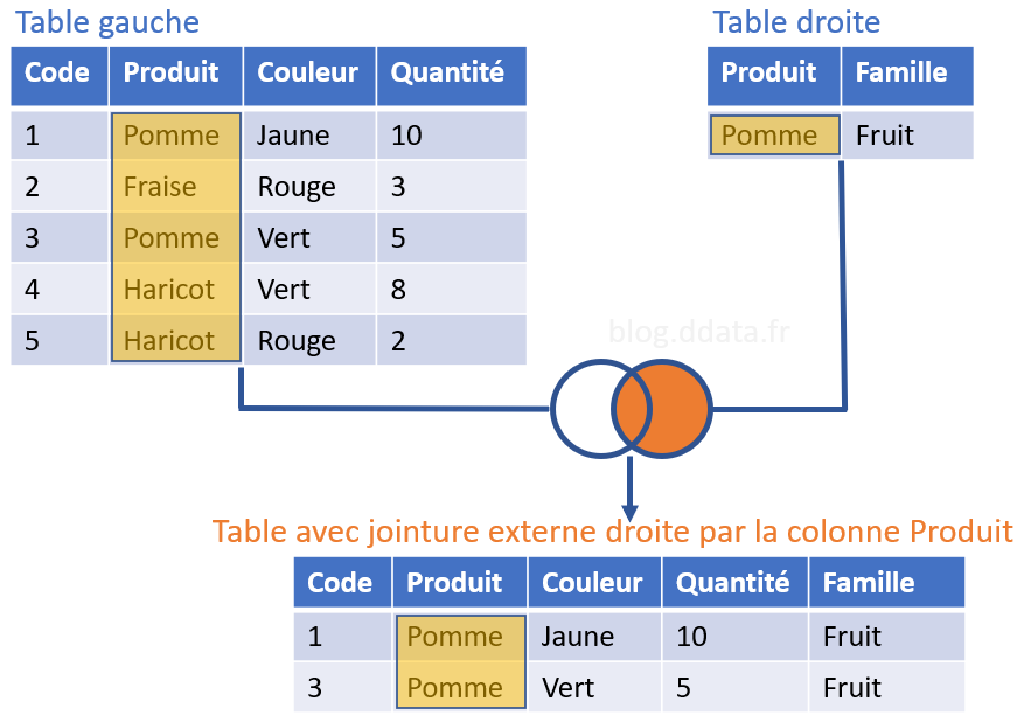 Table gauche
Code Produit Couleur Quantité
1 Pomme Jaune 10
2 Fraise Rouge 3
3 Pomme Vert 5
4 Haricot Vert 8
5 Haricot Rouge 2
Table droite
Produit Famille
Pomme Fruit
blog.ddata.fr
Table avec jointure externe droite par la colonne Produit
Code Produit Couleur Quantité Famille
1 Pomme Jaune 10 Fruit
3 Pomme Vert 5 Fruit